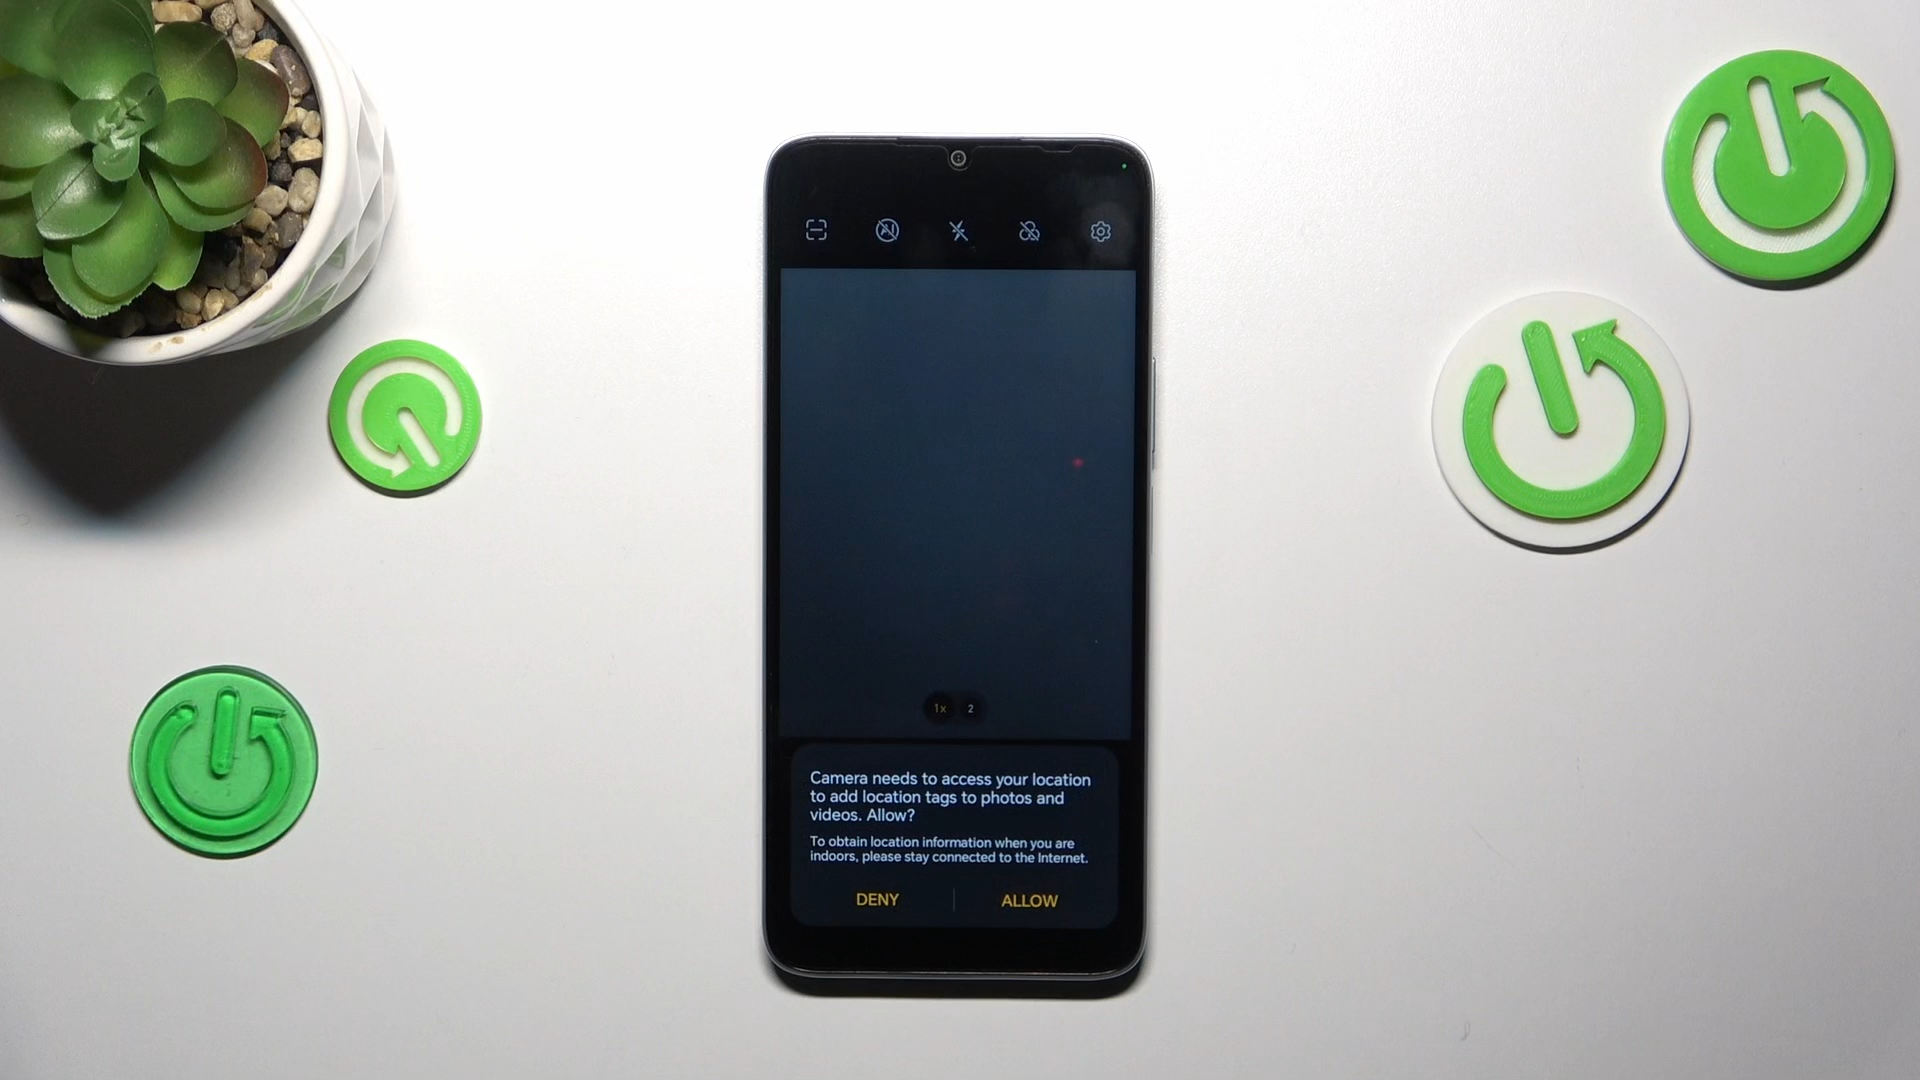 AI
1x 2
Camera needs to access your location
to add location tags to photos and
videos. Allow?
To obtain location information when you are
indoors, please stay connected to the Internet.
DENY ALLOW